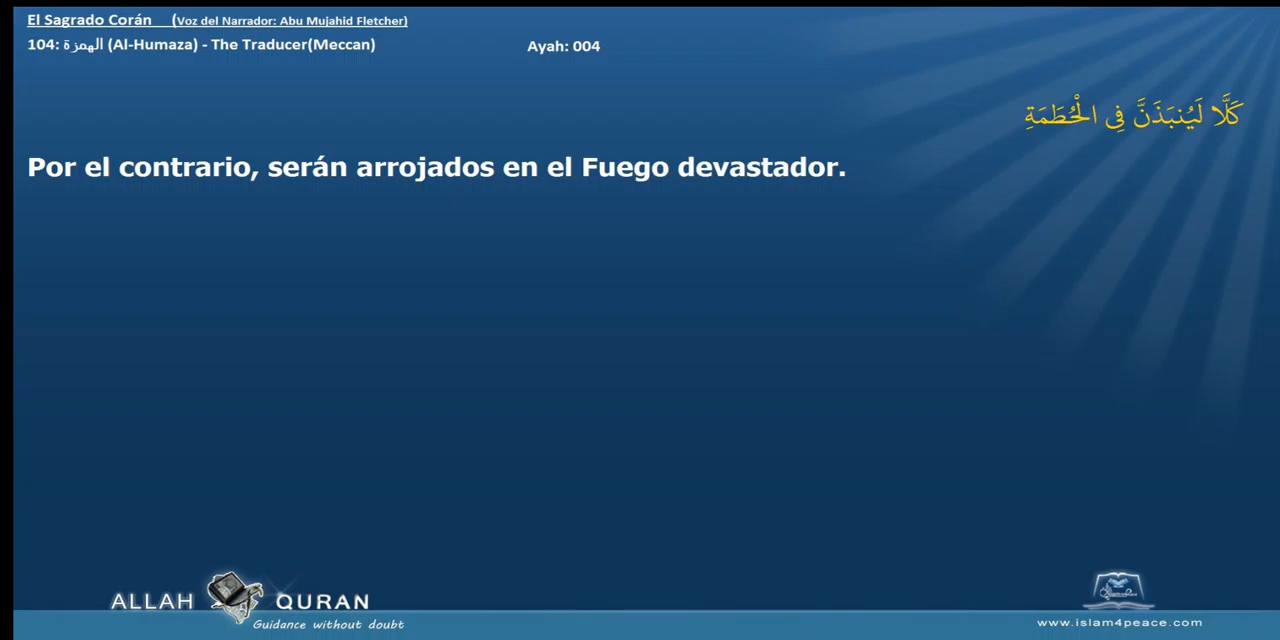 El Sagrado Corán (Voz del Narrador: Abu Mujahid Fletcher)
104: الهمزة (Al-Humaza) - The Traducer(Meccan) Ayah: 004
كَلَّا لَيُنبَذَنَّ فِى الْحُطَمَةِ
Por el contrario, serán arrojados en el Fuego devastador.
ALLAH QURAN
Guidance without doubt
www.islam4peace.com